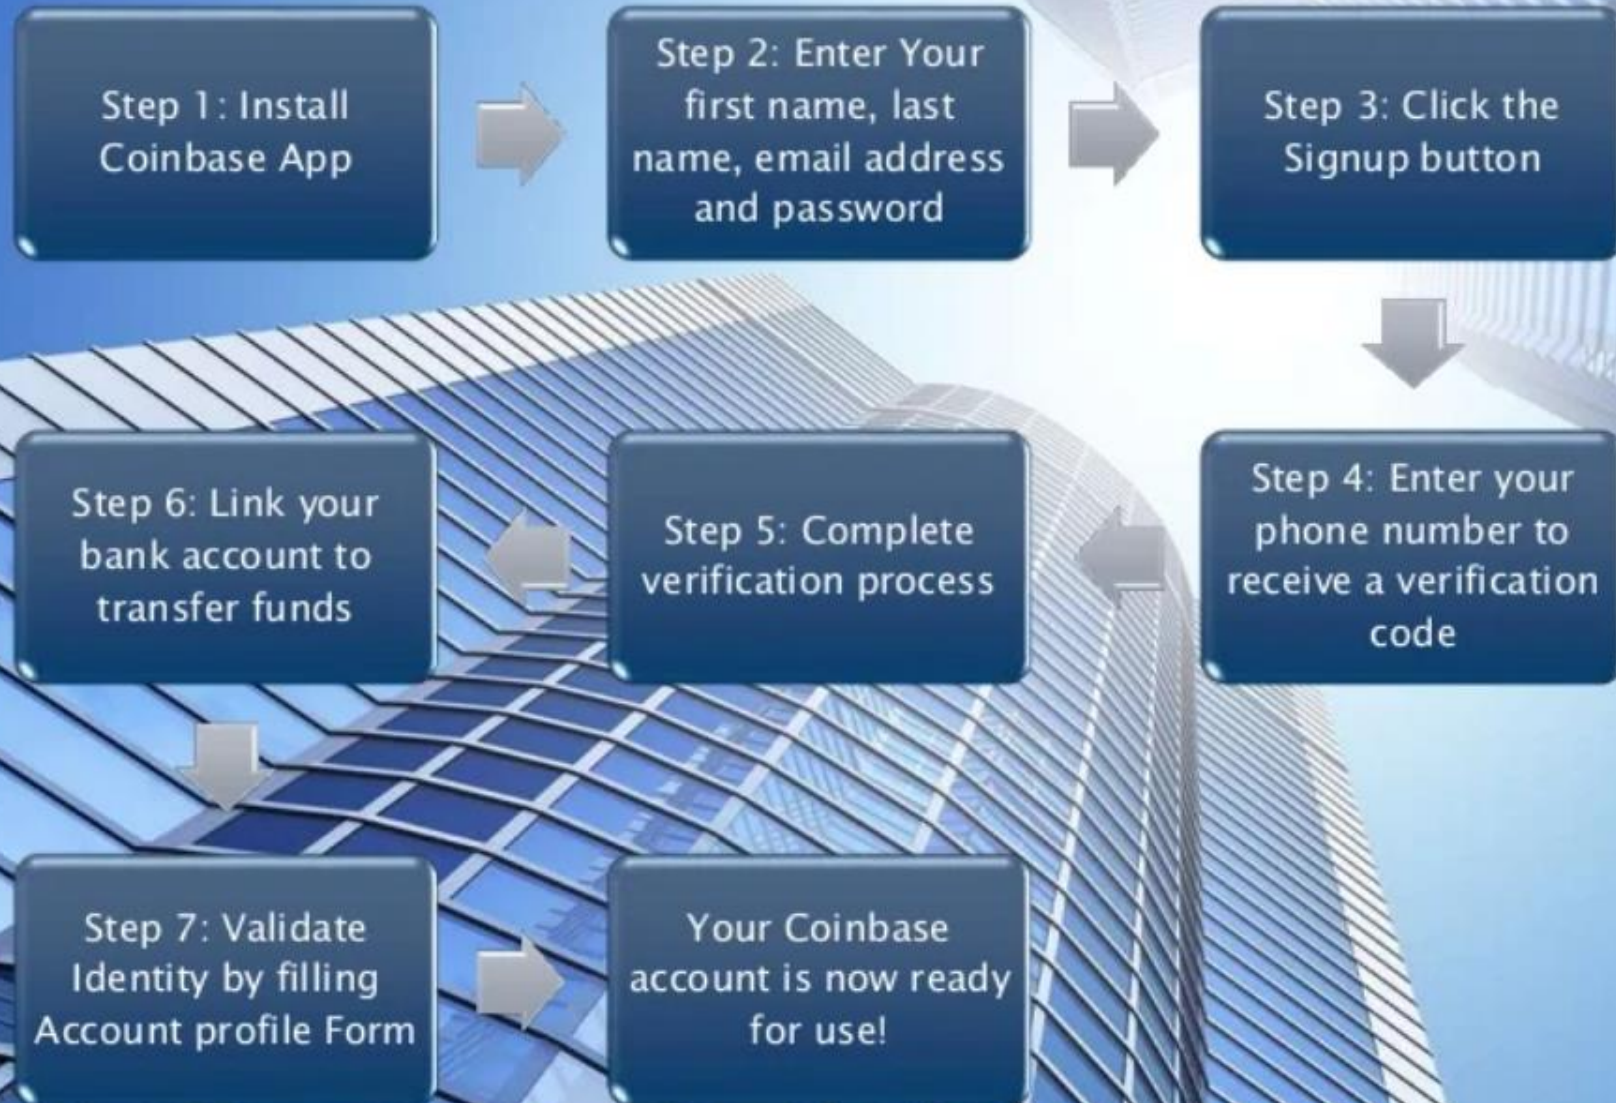 Step 1: Install
Coinbase App
Step 2: Enter Your
first name, last
name, email address
and password
Step 3: Click the
Signup button
Step 4: Enter your
phone number to
receive a verification
code
Step 5: Complete
verification process
Step 6: Link your
bank account to
transfer funds
Step 7: Validate
Identity by filling
Account profile Form
Your Coinbase
account is now ready
for use!